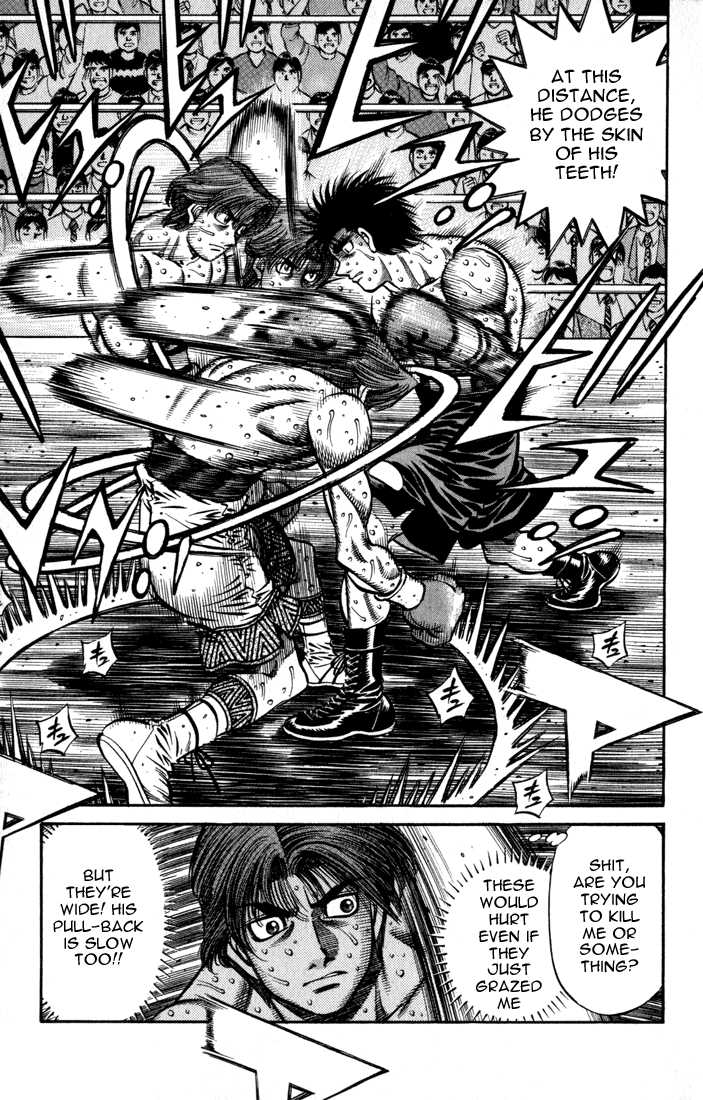 AT THIS
DISTANCE,
HE DODGES
BY THE SKIN
OF HIS
TEETH!
SHIT,
ARE YOU
TRYING
TO KILL
ME OR
SOME-
THING?
THESE
WOULD
HURT
EVEN IF
THEY
JUST
GRAZED
ME
BUT
THEY'RE
WIDE! HIS
PULL-BACK
IS SLOW
TOO!!